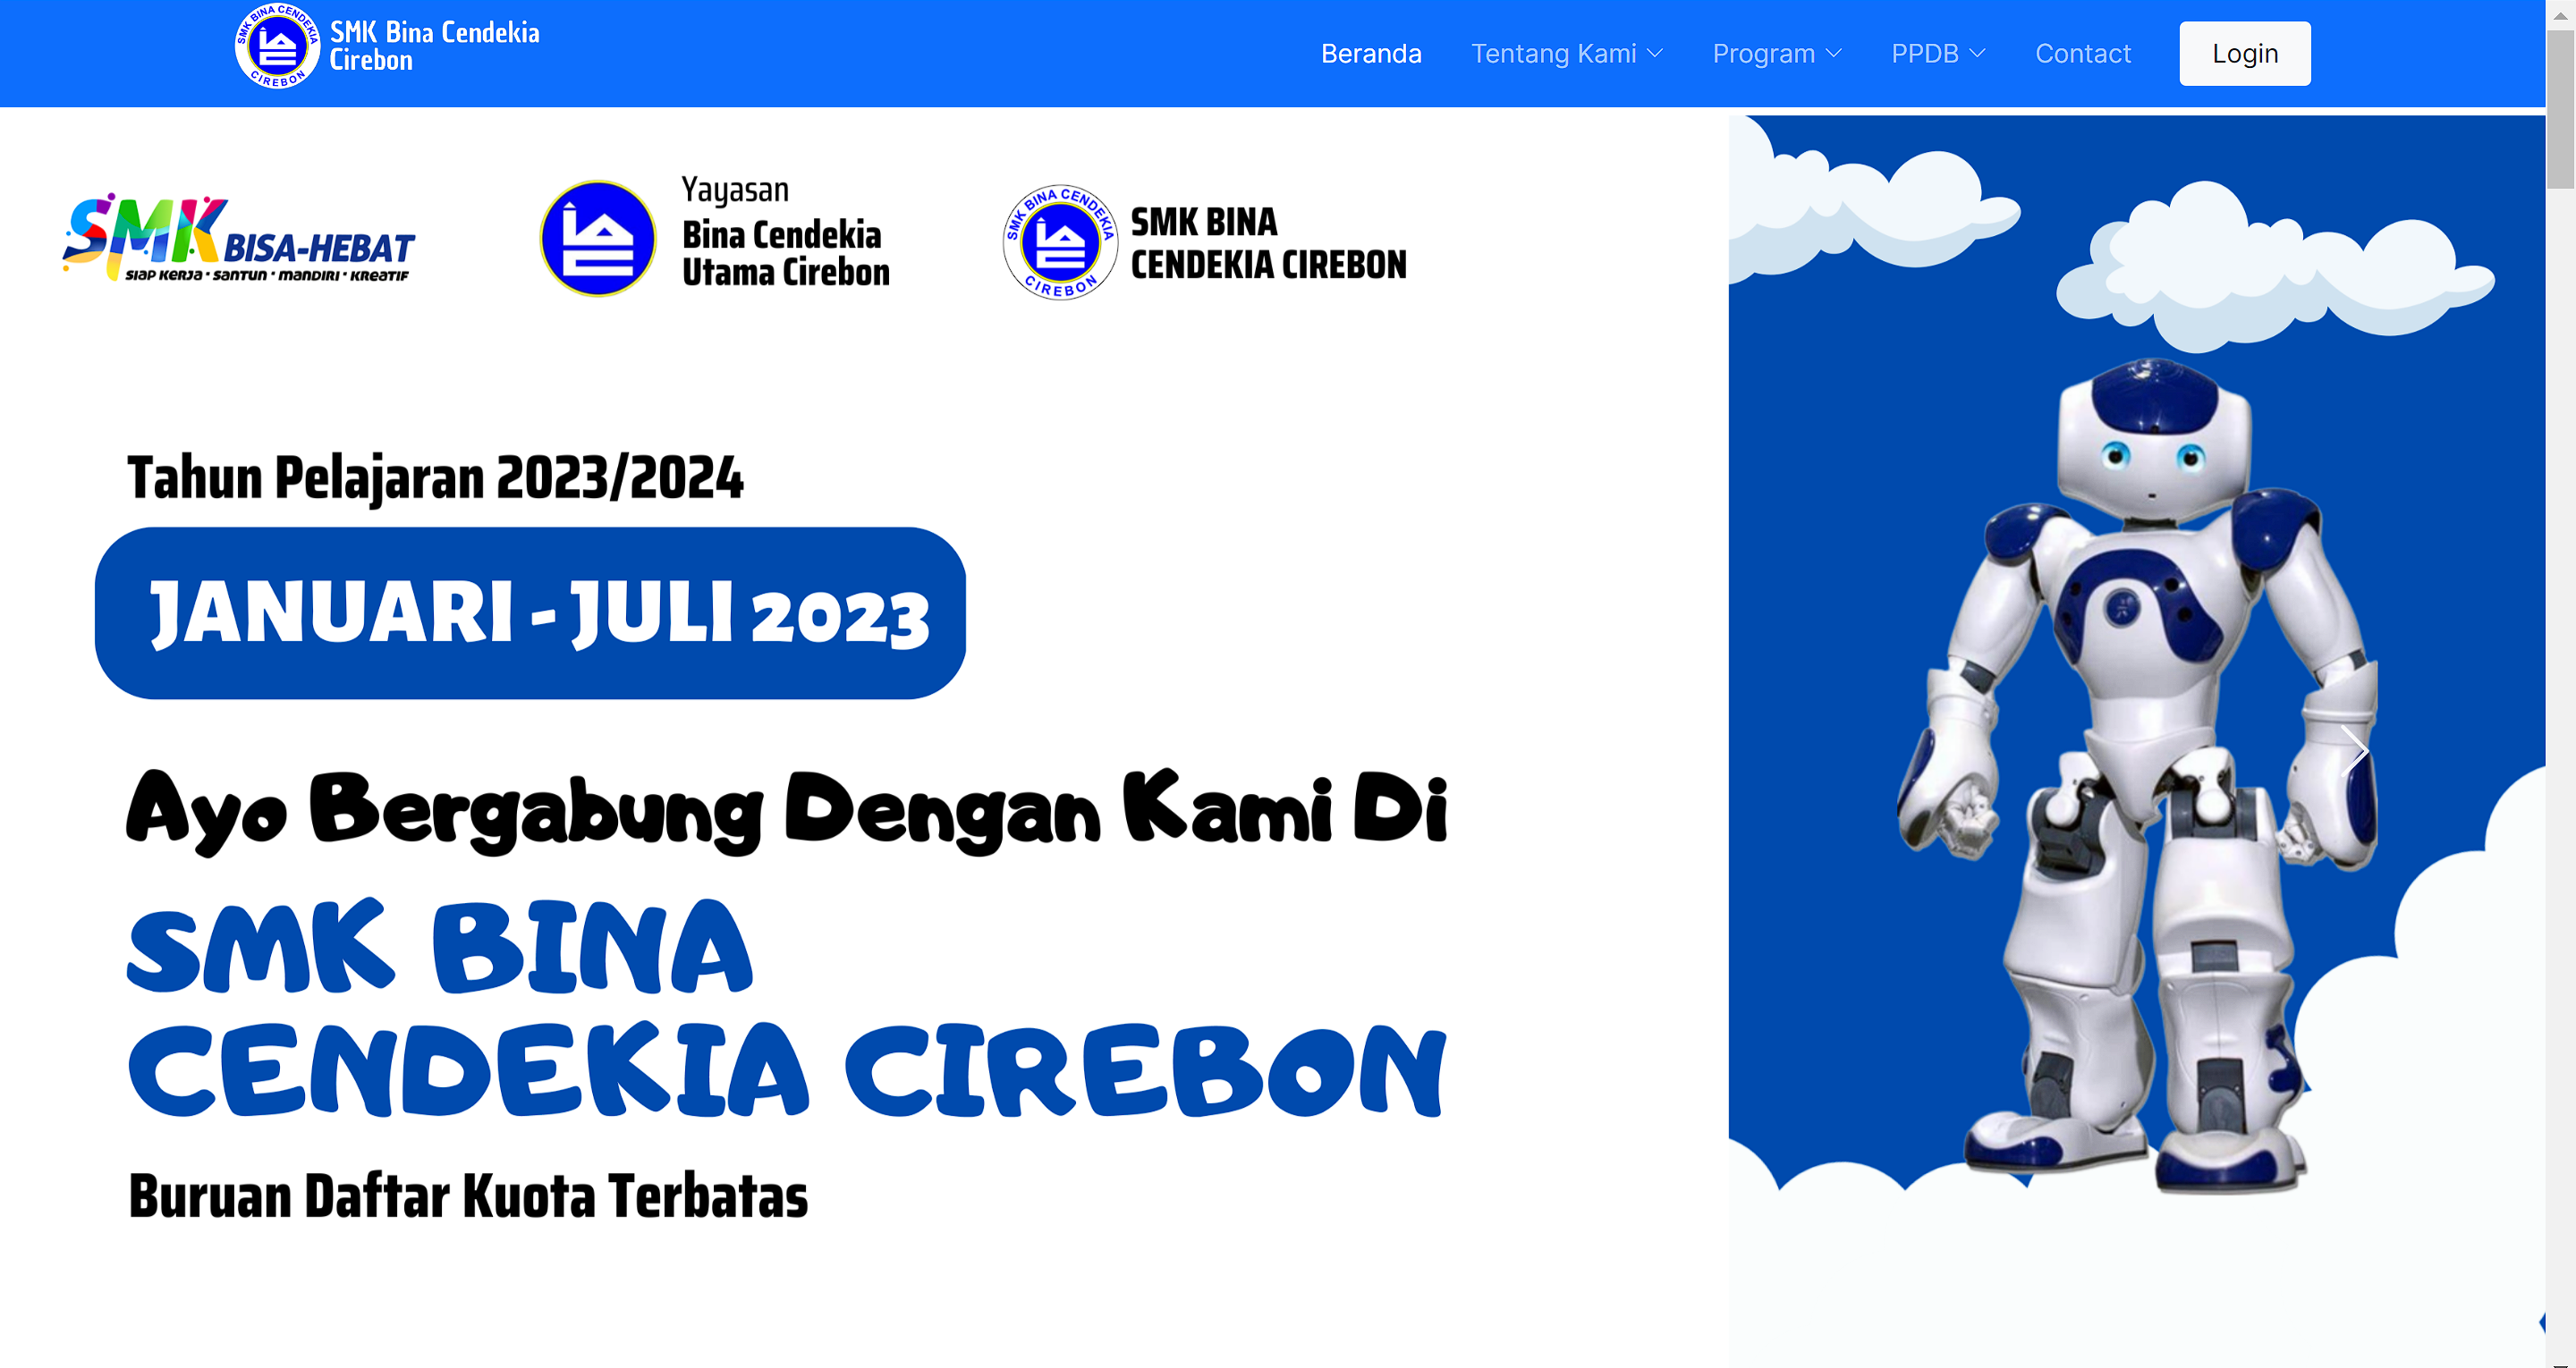 SMK BINA CENDEKIA
CIREBON
SMK Bina Cendekia
Cirebon
Beranda
Tentang Kami
Program
PPDB
Contact
Login
SMK BISA-HEBAT
SIAP KERJA • SANTUN • MANDIRI • KREATIF
Yayasan
Bina Cendekia
Utama Cirebon
SMK BINA CENDEKIA
CIREBON
SMK BINA
CENDEKIA CIREBON
Tahun Pelajaran 2023/2024
JANUARI - JULI 2023
Ayo Bergabung Dengan Kami Di
SMK BINA
CENDEKIA CIREBON
Buruan Daftar Kuota Terbatas